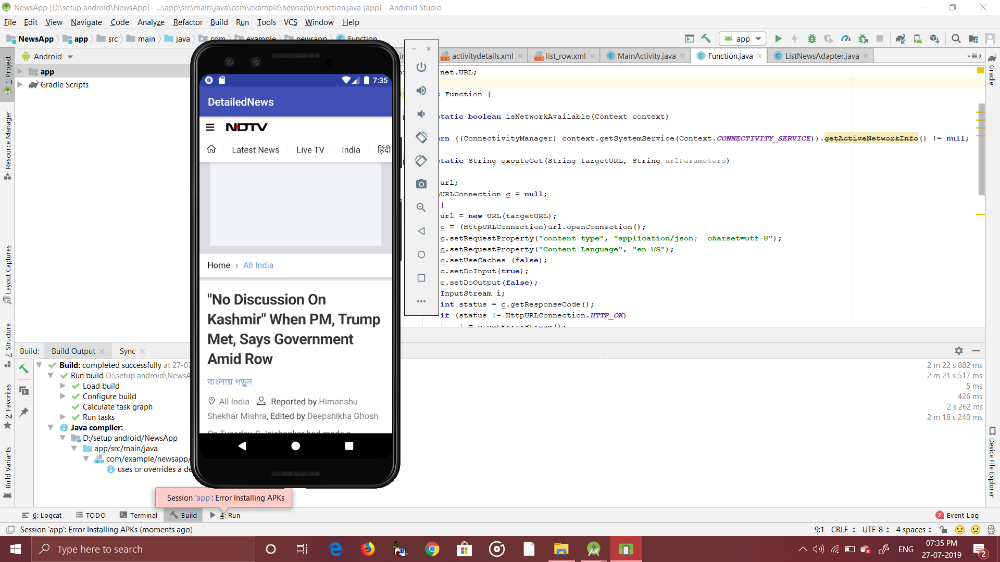 NewsApp [D:\setup android\NewsApp] - ...\app\src\main\java\com\example\newsapp\Function.java [app] - Android Studio
File Edit View Navigate Code Analyze Refactor Build Run Tools VCS Window Help
NewsApp app src main java com example newsapp Function
app
Android
activitydetails.xml list_row.xml MainActivity.java Function.java ListNewsAdapter.java
2
1: Project
Resource Manager
Layout Captures
7: Structure
2: Favorites
Build Variants
app
Gradle Scripts
7:35
DetailedNews
NDTV
Latest News Live TV India हिंदी
Home > All India
"No Discussion On
Kashmir" When PM, Trump
Met, Says Government
Amid Row
বাংলায় পড়ুন
All India Reported by Himanshu
Shekhar Mishra, Edited by Deepshikha Ghosh
net.URL;
Function {
static boolean isNetworkAvailable(Context context)
rn ((ConnectivityManager) context.getSystemService(Context.CONNECTIVITY_SERVICE)).getActiveNetworkInfo() != null;
static String excuteGet(String targetURL, String urlParameters)
url;
URLConnection c = null;
{
url = new URL(targetURL);
c = (HttpURLConnection)url.openConnection();
c.setRequestProperty("content-type", "application/json;  charset=utf-8");
c.setRequestProperty("Content-Language", "en-US");
c.setUseCaches (false);
c.setDoInput(true);
c.setDoOutput(false);
InputStream i;
int status = c.getResponseCode();
if (status != HttpURLConnection.HTTP_OK)
i = c.getErrorStream();
Gradle
Device File Explorer
Build: Build Output Sync
Build: completed successfully at 27-07 2 m 22 s 882 ms
Run build D:\setup android\NewsA 2 m 21 s 517 ms
Load build 5 ms
Configure build 426 ms
Calculate task graph 2 s 262 ms
Run tasks 2 m 18 s 240 ms
Java compiler:
D:/setup android/NewsApp
app/src/main/java
com/example/newsapp/
uses or overrides a de
Session 'app': Error Installing APKs
6: Logcat TODO Terminal Build 4: Run 2 Event Log
Session 'app': Error Installing APKs (moments ago) 9:1 CRLF UTF-8 4 spaces
Type here to search
ENG
07:35 PM
27-07-2019
2